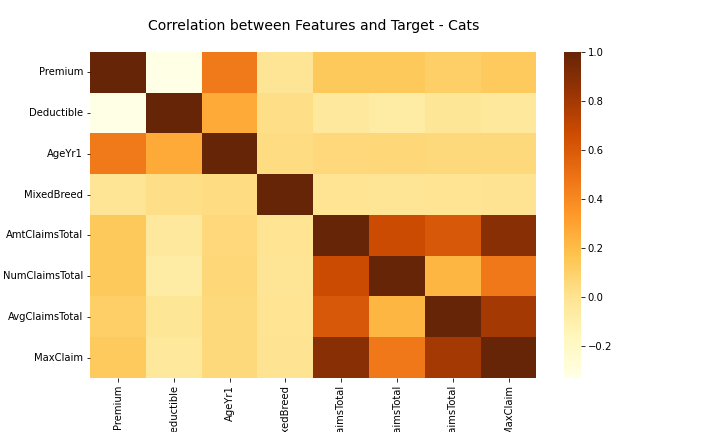 Correlation between Features and Target - Cats
Premium
Deductible
AgeYr1
MixedBreed
AmtClaimsTotal
NumClaimsTotal
AvgClaimsTotal
MaxClaim
1.0
0.8
0.6
0.4
0.2
0.0
−0.2
Premium
eductible
AgeYr1
xedBreed
laimsTotal
aimsTotal
laimsTotal
MaxClaim